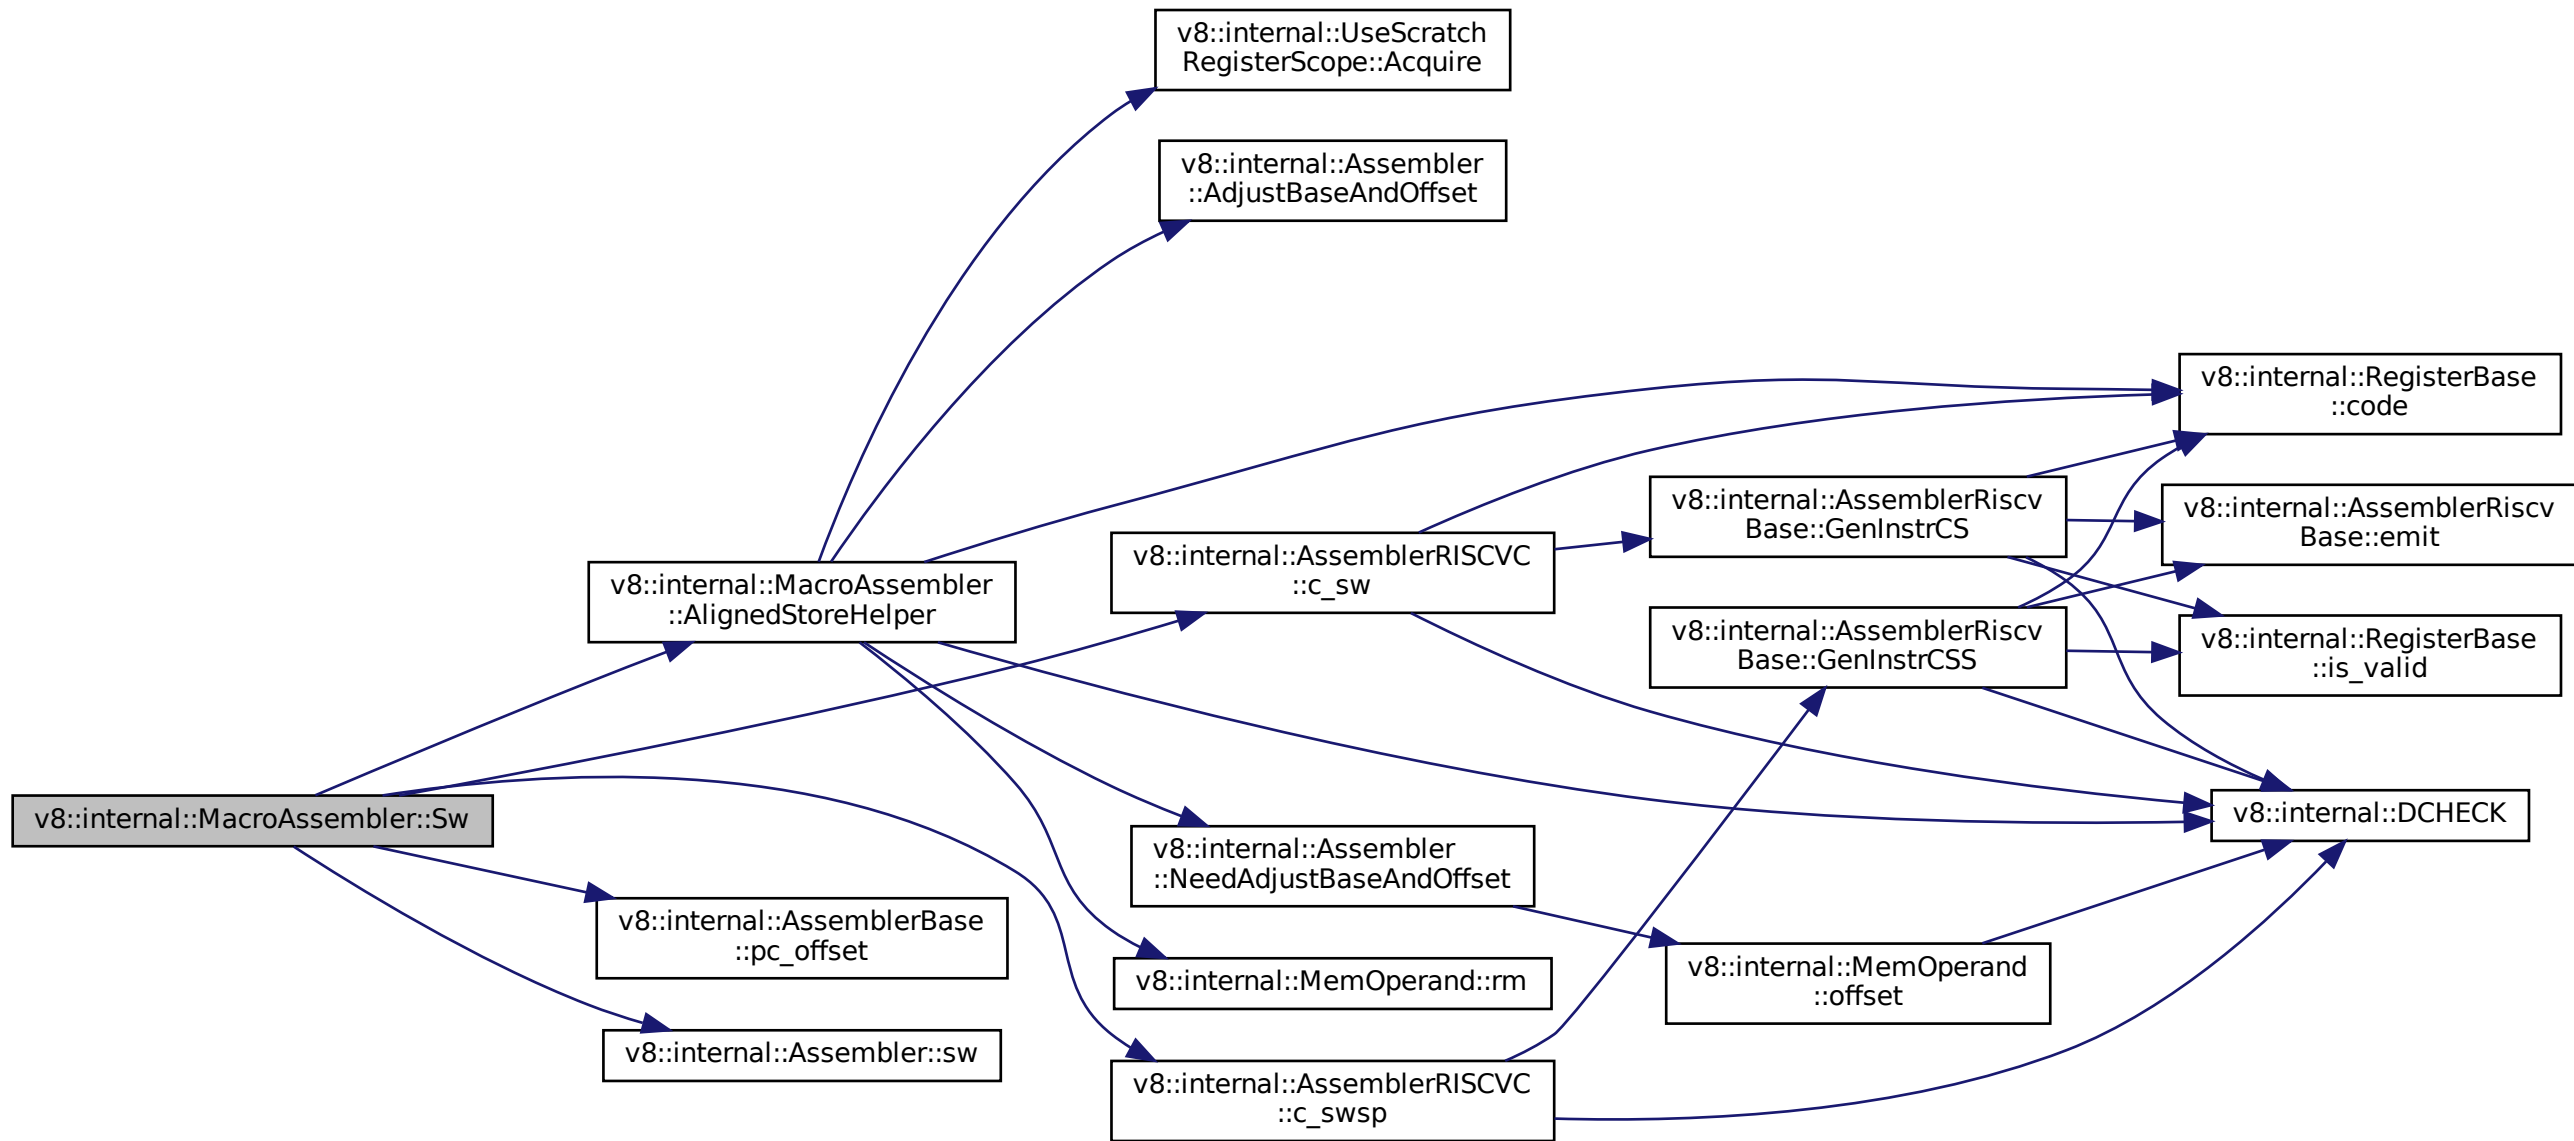 v8::internal::UseScratch
RegisterScope::Acquire
v8::internal::Assembler
::AdjustBaseAndOffset
v8::internal::RegisterBase
::code
v8::internal::AssemblerRiscv
Base::GenInstrCS
v8::internal::AssemblerRiscv
Base::emit
v8::internal::AssemblerRISCVC
::c_sw
v8::internal::MacroAssembler
::AlignedStoreHelper
v8::internal::AssemblerRiscv
Base::GenInstrCSS
v8::internal::RegisterBase
::is_valid
v8::internal::MacroAssembler::Sw
v8::internal::DCHECK
v8::internal::Assembler
::NeedAdjustBaseAndOffset
v8::internal::AssemblerBase
::pc_offset
v8::internal::MemOperand::rm
v8::internal::MemOperand
::offset
v8::internal::Assembler::sw
v8::internal::AssemblerRISCVC
::c_swsp